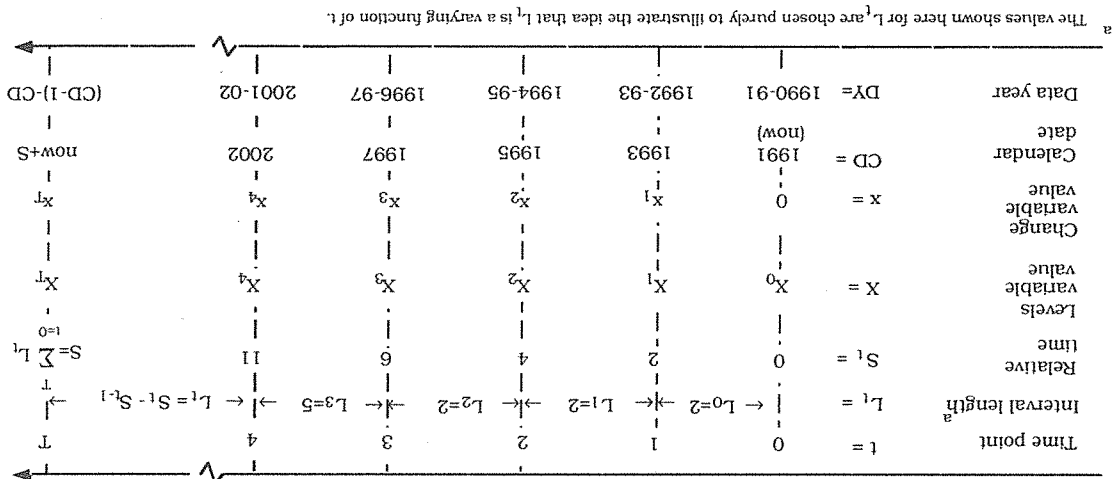 Time point t = 0 1 2 3 4 T
Interval length a L_t = ← L_0=2 →← L_1=2 →← L_2=2 →← L_3=5 →← L_t = S_t - S_t-1 →
Relative time S_t = 0 2 4 6 11 S= T Σ t=0 L_t
Levels variable value X = X_0 X_1 X_2 X_3 X_4 X_T
Change variable value x = 0 x_1 x_2 x_3 x_4 x_T
Calendar date CD = 1991 (now) 1993 1995 1997 2002 now+S
Data year DY= 1990-91 1992-93 1994-95 1996-97 2001-02 (CD-1)-CD
a The values shown here for L_t are chosen purely to illustrate the idea that L_t is a varying function of t.